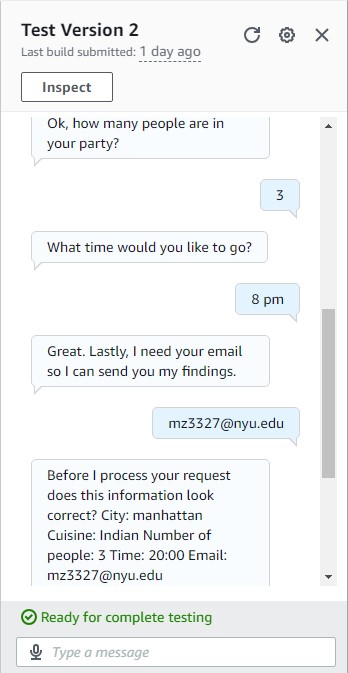 Test Version 2
Last build submitted: 1 day ago
Inspect
Ok, how many people are in
your party?
3
What time would you like to go?
8 pm
Great. Lastly, I need your email
so I can send you my findings.
mz3327@nyu.edu
Before I process your request
does this information look
correct? City: manhattan
Cuisine: Indian Number of
people: 3 Time: 20:00 Email:
mz3327@nyu.edu
Ready for complete testing
Type a message